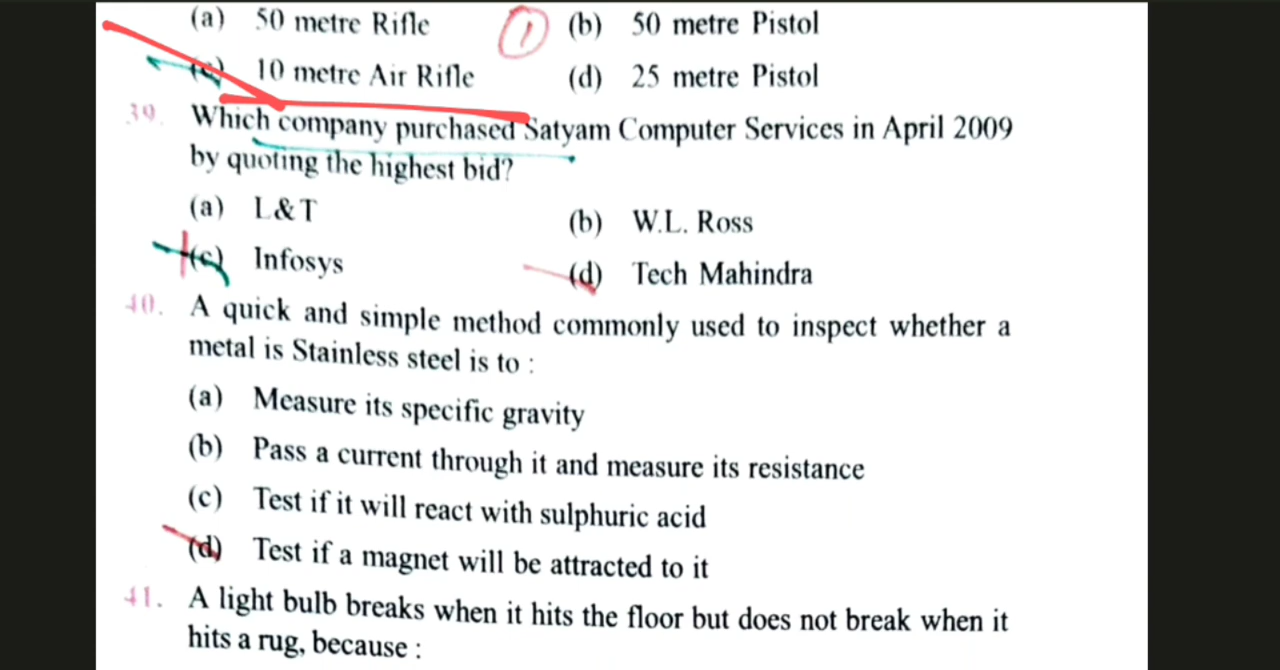 (a) 50 metre Rifle (b) 50 metre Pistol
(c) 10 metre Air Rifle (d) 25 metre Pistol
39. Which company purchased Satyam Computer Services in April 2009
by quoting the highest bid?
(a) L&T (b) W.L. Ross
(c) Infosys (d) Tech Mahindra
40. A quick and simple method commonly used to inspect whether a
metal is Stainless steel is to :
(a) Measure its specific gravity
(b) Pass a current through it and measure its resistance
(c) Test if it will react with sulphuric acid
(d) Test if a magnet will be attracted to it
41. A light bulb breaks when it hits the floor but does not break when it
hits a rug, because :